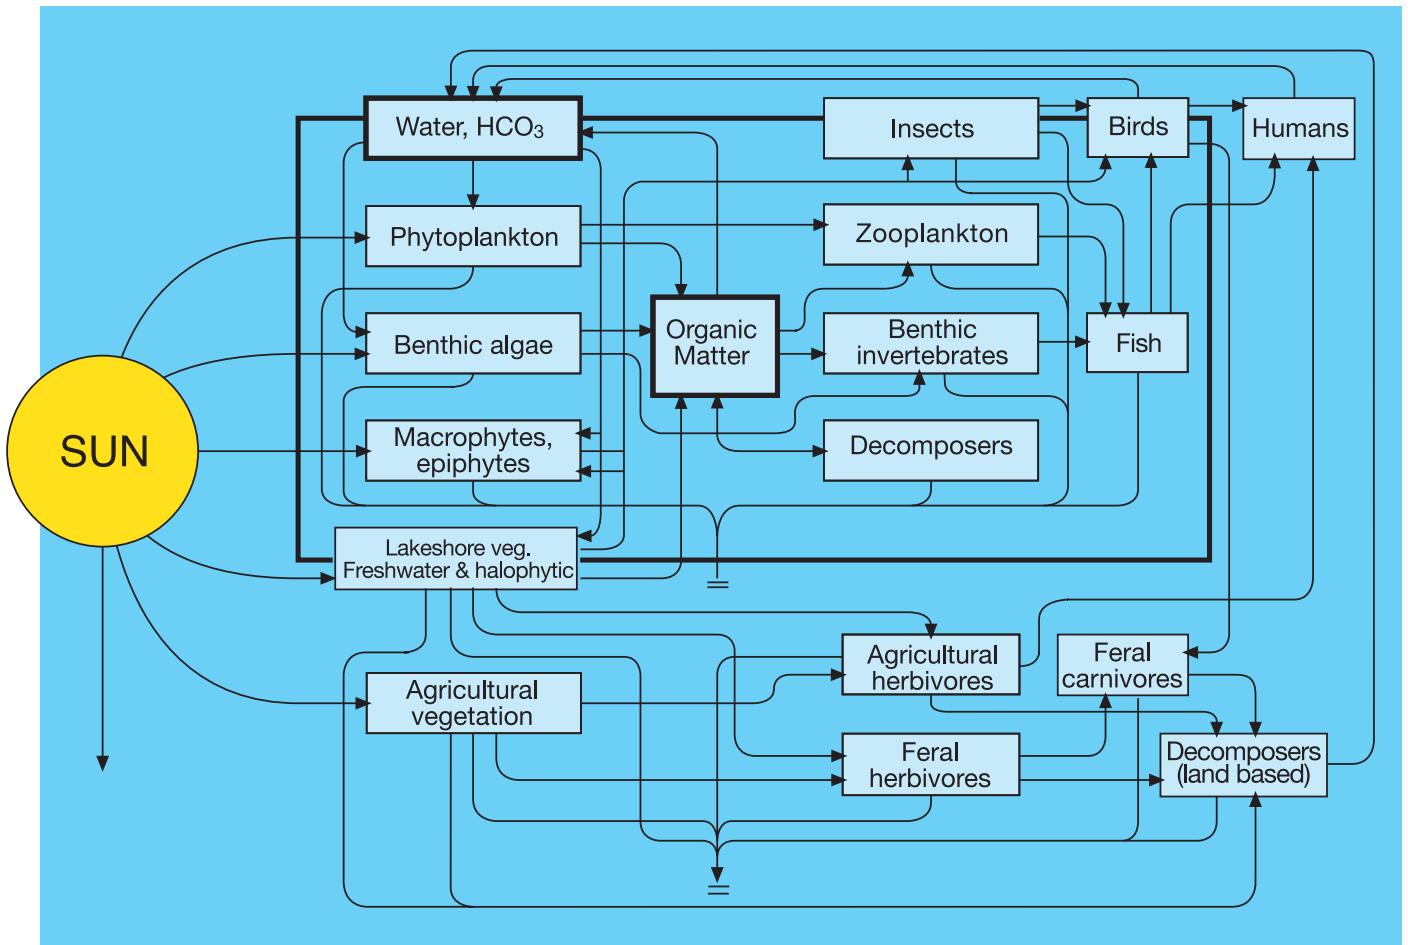 Water, HCO₃
Insects
Birds
Humans
Phytoplankton
Zooplankton
Organic
Matter
Benthic algae
Benthic
invertebrates
Fish
SUN
Macrophytes,
epiphytes
Decomposers
Lakeshore veg.
Freshwater & halophytic
Agricultural
herbivores
Feral
carnivores
Agricultural
vegetation
Feral
herbivores
Decomposers
(land based)